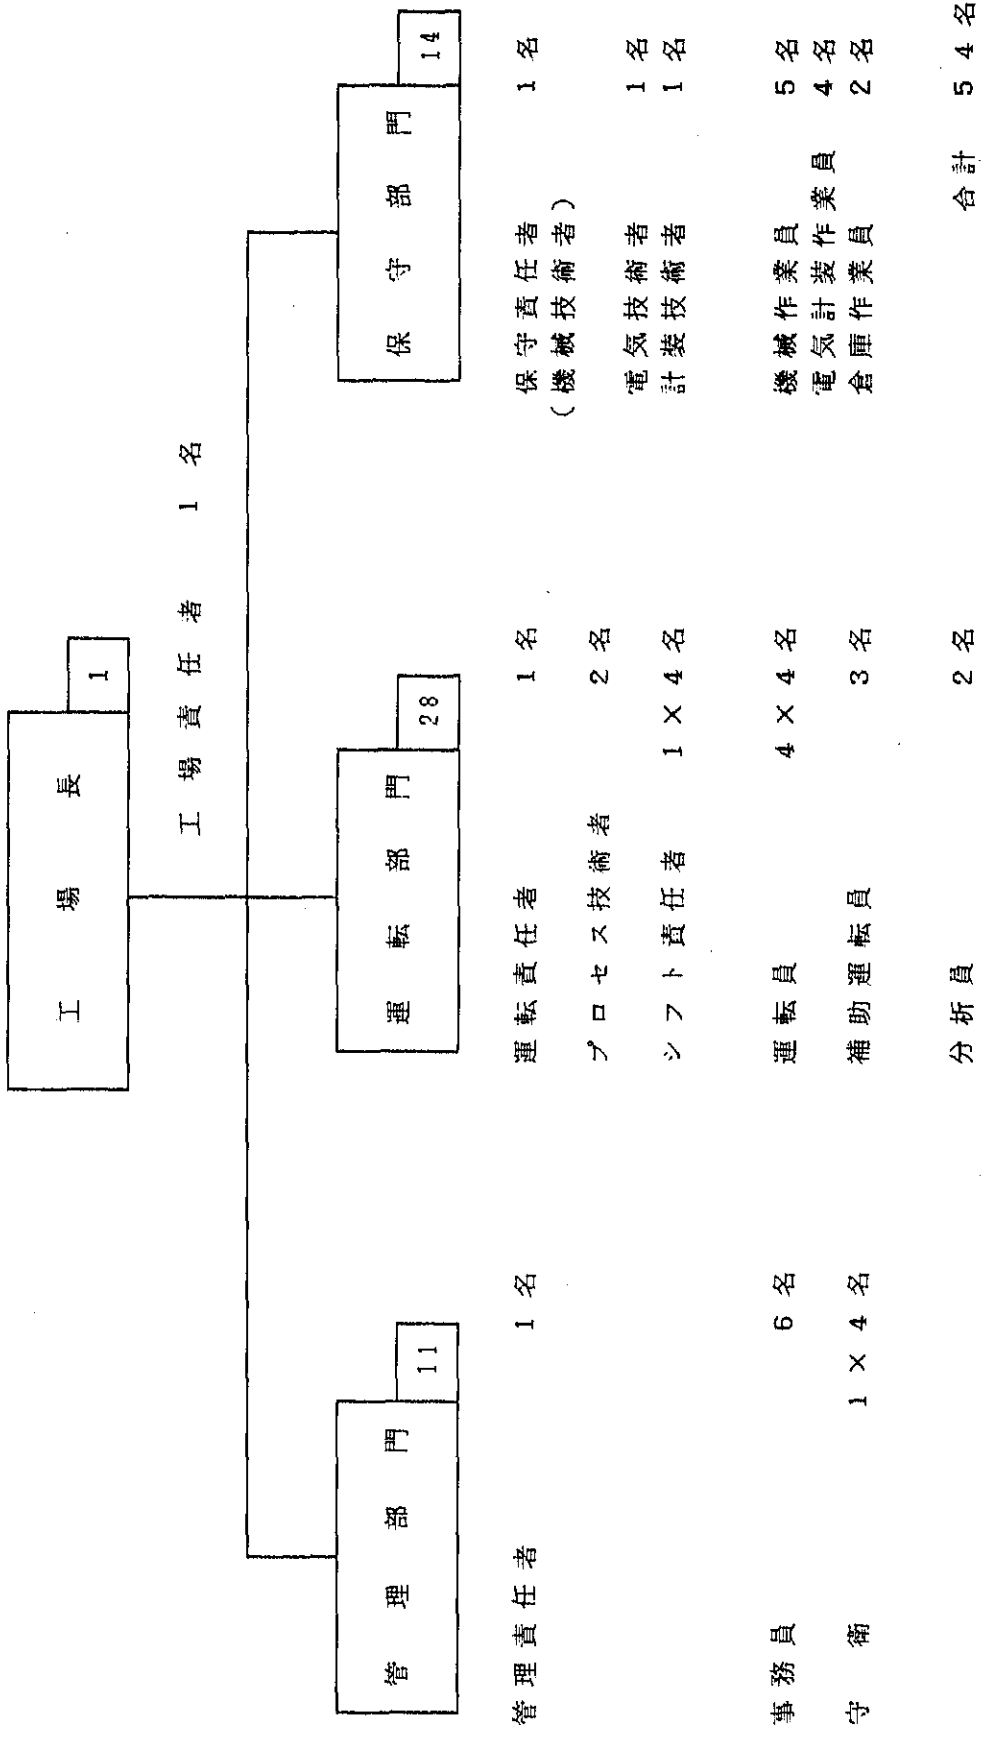 工場長
1
工場責任者 1名
管理部門
11
運転部門
28
保守部門
14
管理責任者 1名
事務員 6名
守衛 1×4名
運転責任者 1名
プロセス技術者 2名
シフト責任者 1×4名
運転員 4×4名
補助運転員 3名
分析員 2名
保守責任者 1名
(機械技術者)
電気技術者 1名
計装技術者 1名
機械作業員 5名
電気計装作業員 4名
倉庫作業員 2名
合計 54名